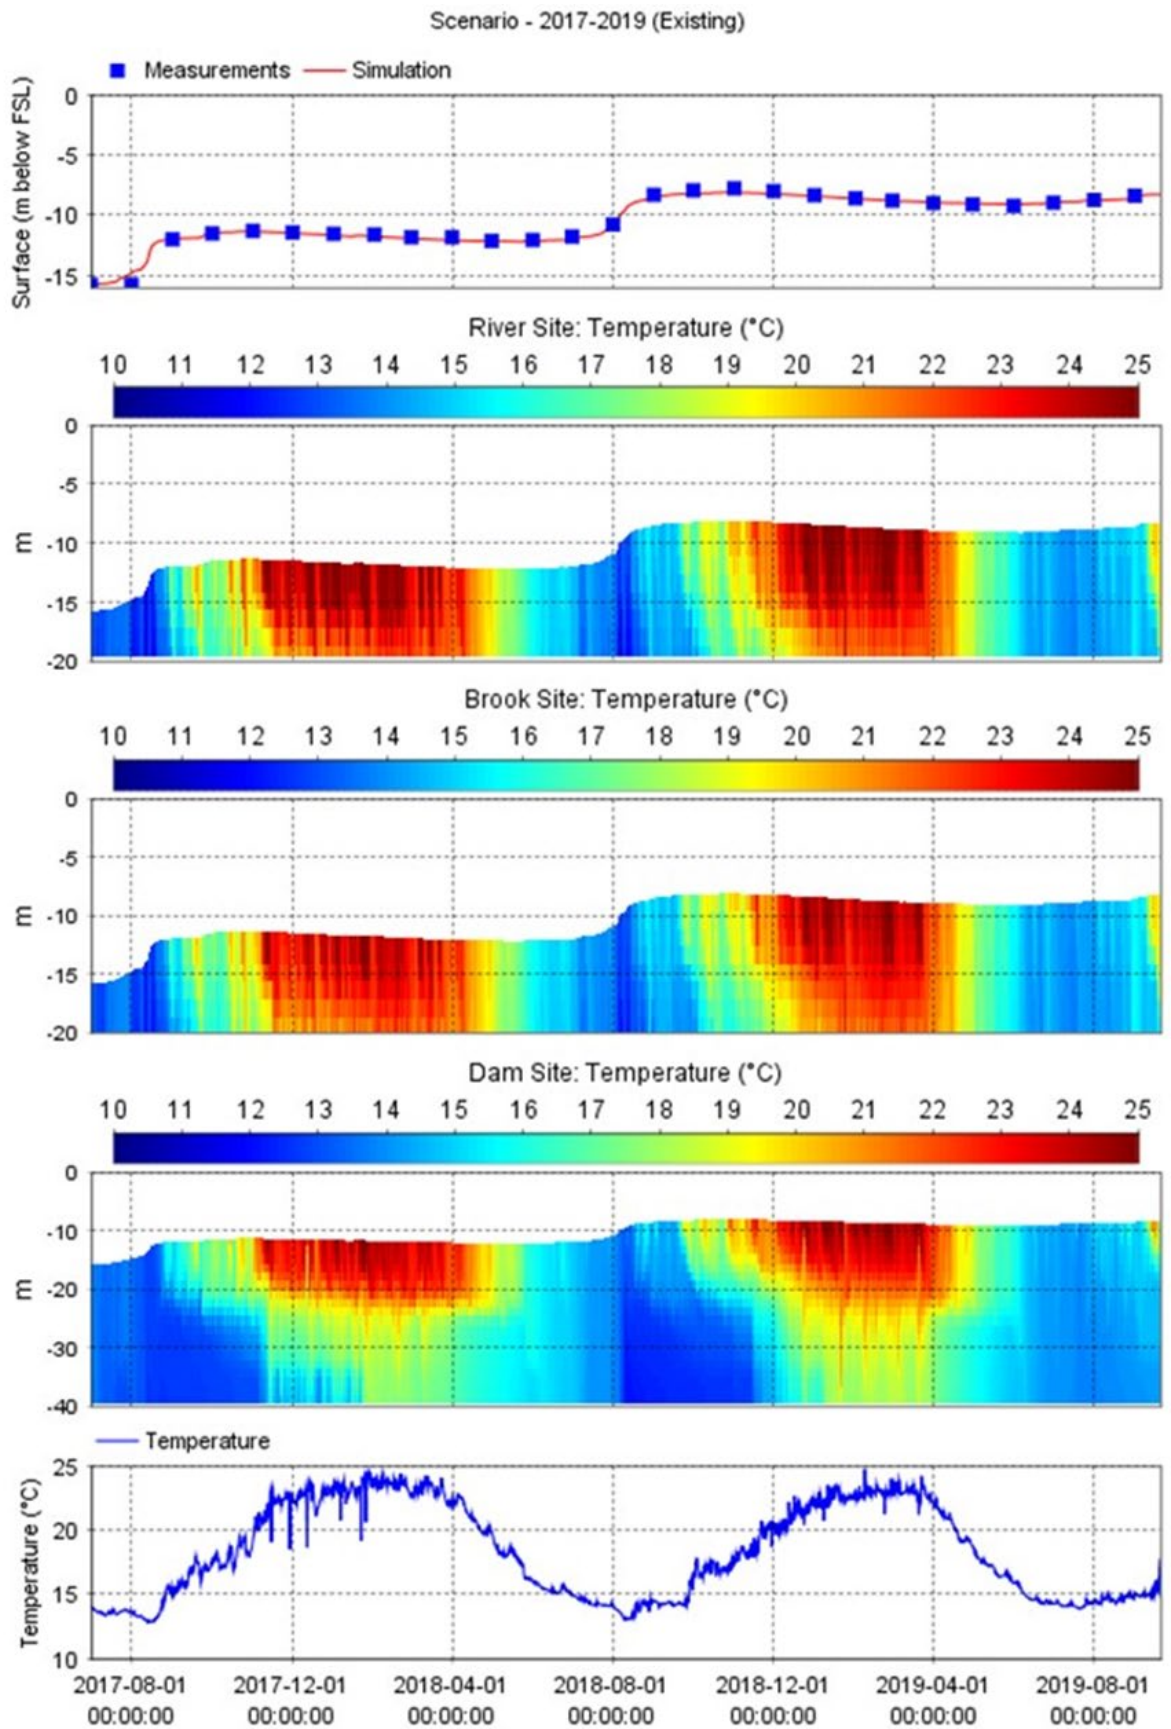 Scenario - 2017-2019 (Existing)
Measurements Simulation
Surface (m below FSL)
0
-5
-10
-15
River Site: Temperature (°C)
10 11 12 13 14 15 16 17 18 19 20 21 22 23 24 25
m
0
-5
-10
-15
-20
Brook Site: Temperature (°C)
10 11 12 13 14 15 16 17 18 19 20 21 22 23 24 25
m
0
-5
-10
-15
-20
Dam Site: Temperature (°C)
10 11 12 13 14 15 16 17 18 19 20 21 22 23 24 25
m
0
-10
-20
-30
-40
Temperature
Temperature (°C)
25
20
15
10
2017-08-01 2017-12-01 2018-04-01 2018-08-01 2018-12-01 2019-04-01 2019-08-01
00:00:00 00:00:00 00:00:00 00:00:00 00:00:00 00:00:00 00:00:00